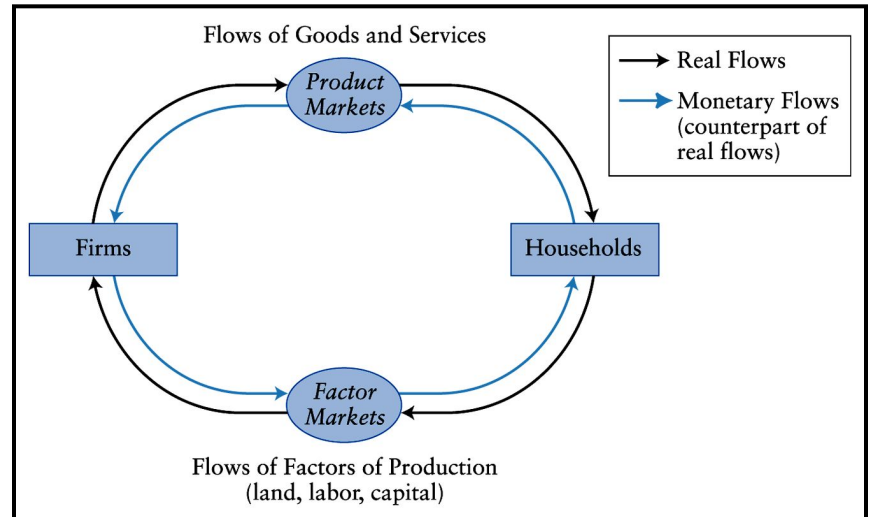 Flows of Goods and Services
Product
Markets
Real Flows
Monetary Flows
(counterpart of
real flows)
Firms
Households
Factor
Markets
Flows of Factors of Production
(land, labor, capital)